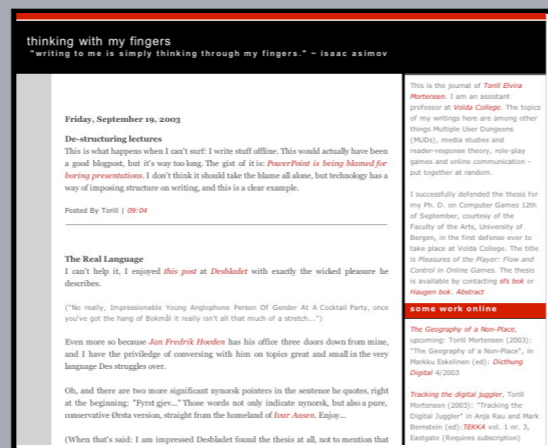 thinking with my fingers
"writing to me is simply thinking through my fingers." ~ isaac asimov
Friday, September 19, 2003
De-structuring lectures
This is what happens when I can't surf: I write stuff offline. This would actually have been
a good blogpost, but it's way too long. The gist of it is: PowerPoint is being blamed for
boring presentations. I don't think it should take the blame all alone, but technology has a
way of imposing structure on writing, and this is a clear example.
Posted By Torill | 09:04
The Real Language
I can't help it, I enjoyed this post at Desbladet with exactly the wicked pleasure he
describes.
("No really, Impressionable Young Anglophone Person Of Gender At A Cocktail Party, once
you've got the hang of Bokmål it really isn't all that much of a stretch...")
Even more so because Jan Fredrik Hovden has his office three doors down from mine,
and I have the priviledge of conversing with him on topics great and small in the very
language Des struggles over.
Oh, and there are two more significant nynorsk pointers in the sentence he quotes, right
at the beginning: "Fyrst gjev..." Those words not only indicate nynorsk, but also a pure,
conservative Ørsta version, straight from the homeland of Ivar Aasen. Enjoy...
(When that's said: I am impressed Desbladet found the thesis at all, not to mention that
This is the journal of Torill Elvira
Mortensen. I am an assistant
professor at Volda College. The topics
of my writings here are among other
things Multiple User Dungeons
(MUDs), media studies and
reader-response theory, role-play
games and online communication -
put together at random.
I successfully defended the thesis for
my Ph. D. on Computer Games 12th
of September, courtesy of the
Faculty of the Arts, University of
Bergen, in the first defense ever to
take place at Volda College. The title
is Pleasures of the Player: Flow and
Control in Online Games. The thesis
is available by contacting sfs bok or
Haugen bok. Abstract
some work online
The Geography of a Non-Place,
upcoming: Torill Mortensen (2003):
"The Geography of a Non-Place", in
Markku Eskelinen (ed): Dicthung
Digital 4/2003
Tracking the digital juggler, Torill
Mortensen (2003): "Tracking the
Digital Juggler" in Anja Rau and Mark
Bernstein (ed):TEKKA vol. 1 nr. 3,
Eastgate (Requires subscription)